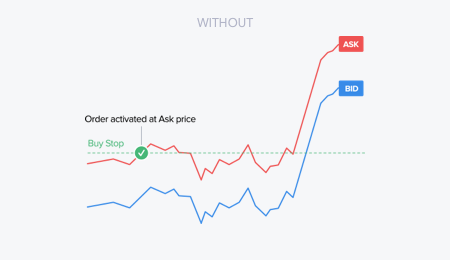 WITHOUT
ASK
BID
Order activated at Ask price
Buy Stop